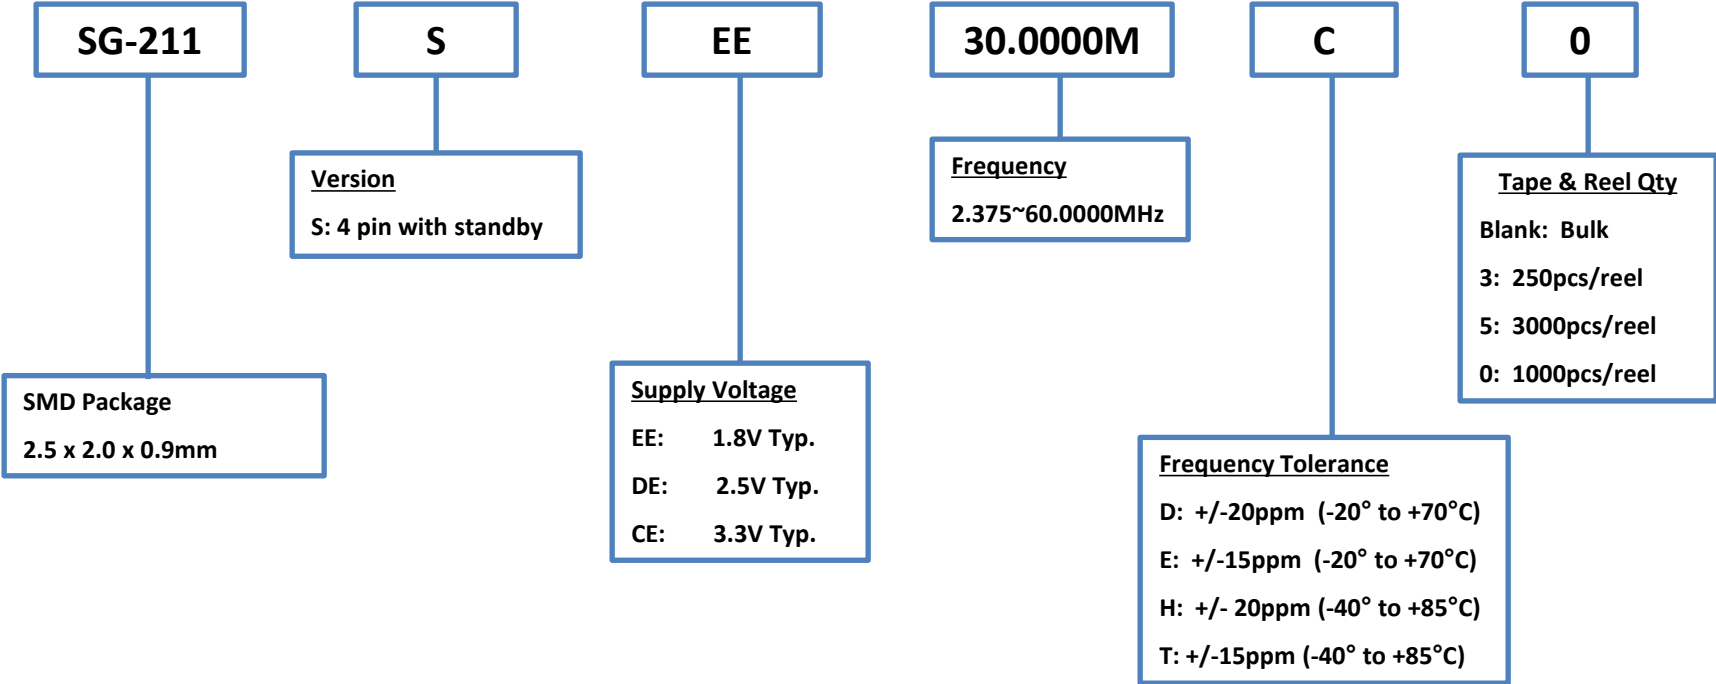 SG-211
S
EE
30.0000M
C
0
Version
S: 4 pin with standby
Frequency
2.375~60.0000MHz
Tape & Reel Qty
Blank: Bulk
3: 250pcs/reel
5: 3000pcs/reel
0: 1000pcs/reel
SMD Package
2.5 x 2.0 x 0.9mm
Supply Voltage
EE: 1.8V Typ.
DE: 2.5V Typ.
CE: 3.3V Typ.
Frequency Tolerance
D: +/-20ppm (-20° to +70°C)
E: +/-15ppm (-20° to +70°C)
H: +/- 20ppm (-40° to +85°C)
T: +/-15ppm (-40° to +85°C)